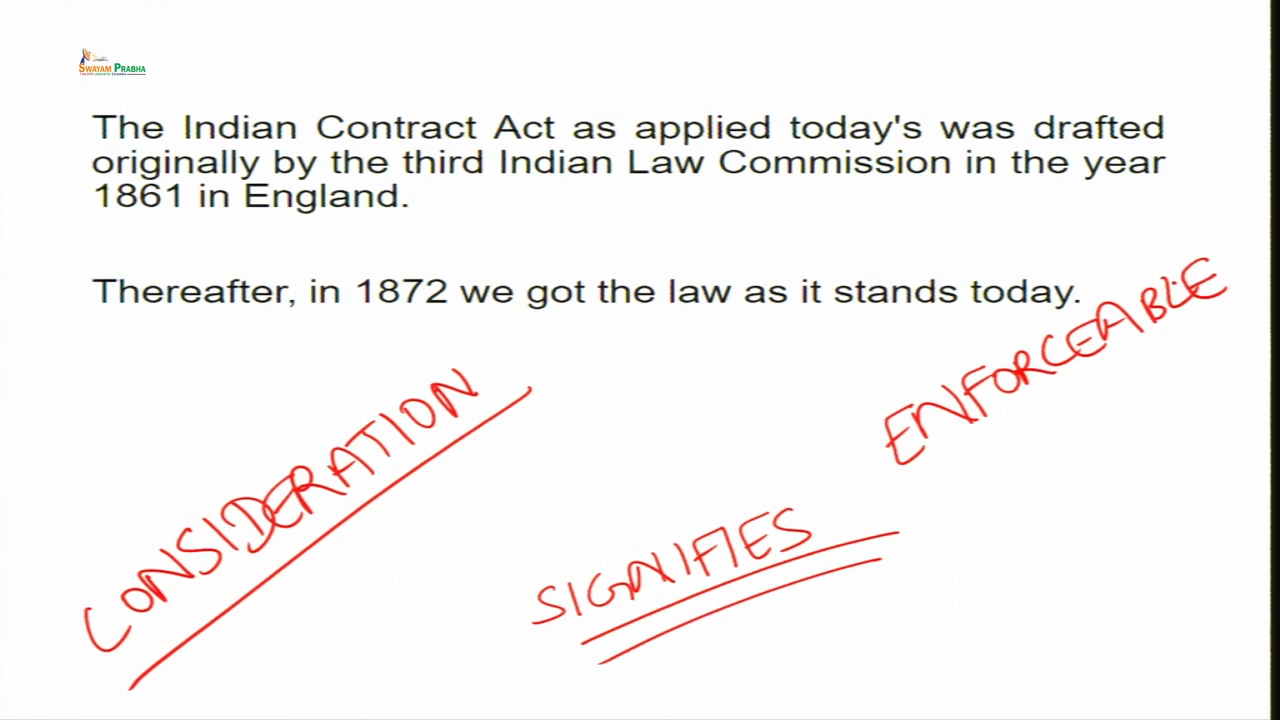 SWAYAM PRABHA
The Indian Contract Act as applied today's was drafted
originally by the third Indian Law Commission in the year
1861 in England.
Thereafter, in 1872 we got the law as it stands today.
ENFORCEABLE
CONSIDERATION
SIGNIFIES